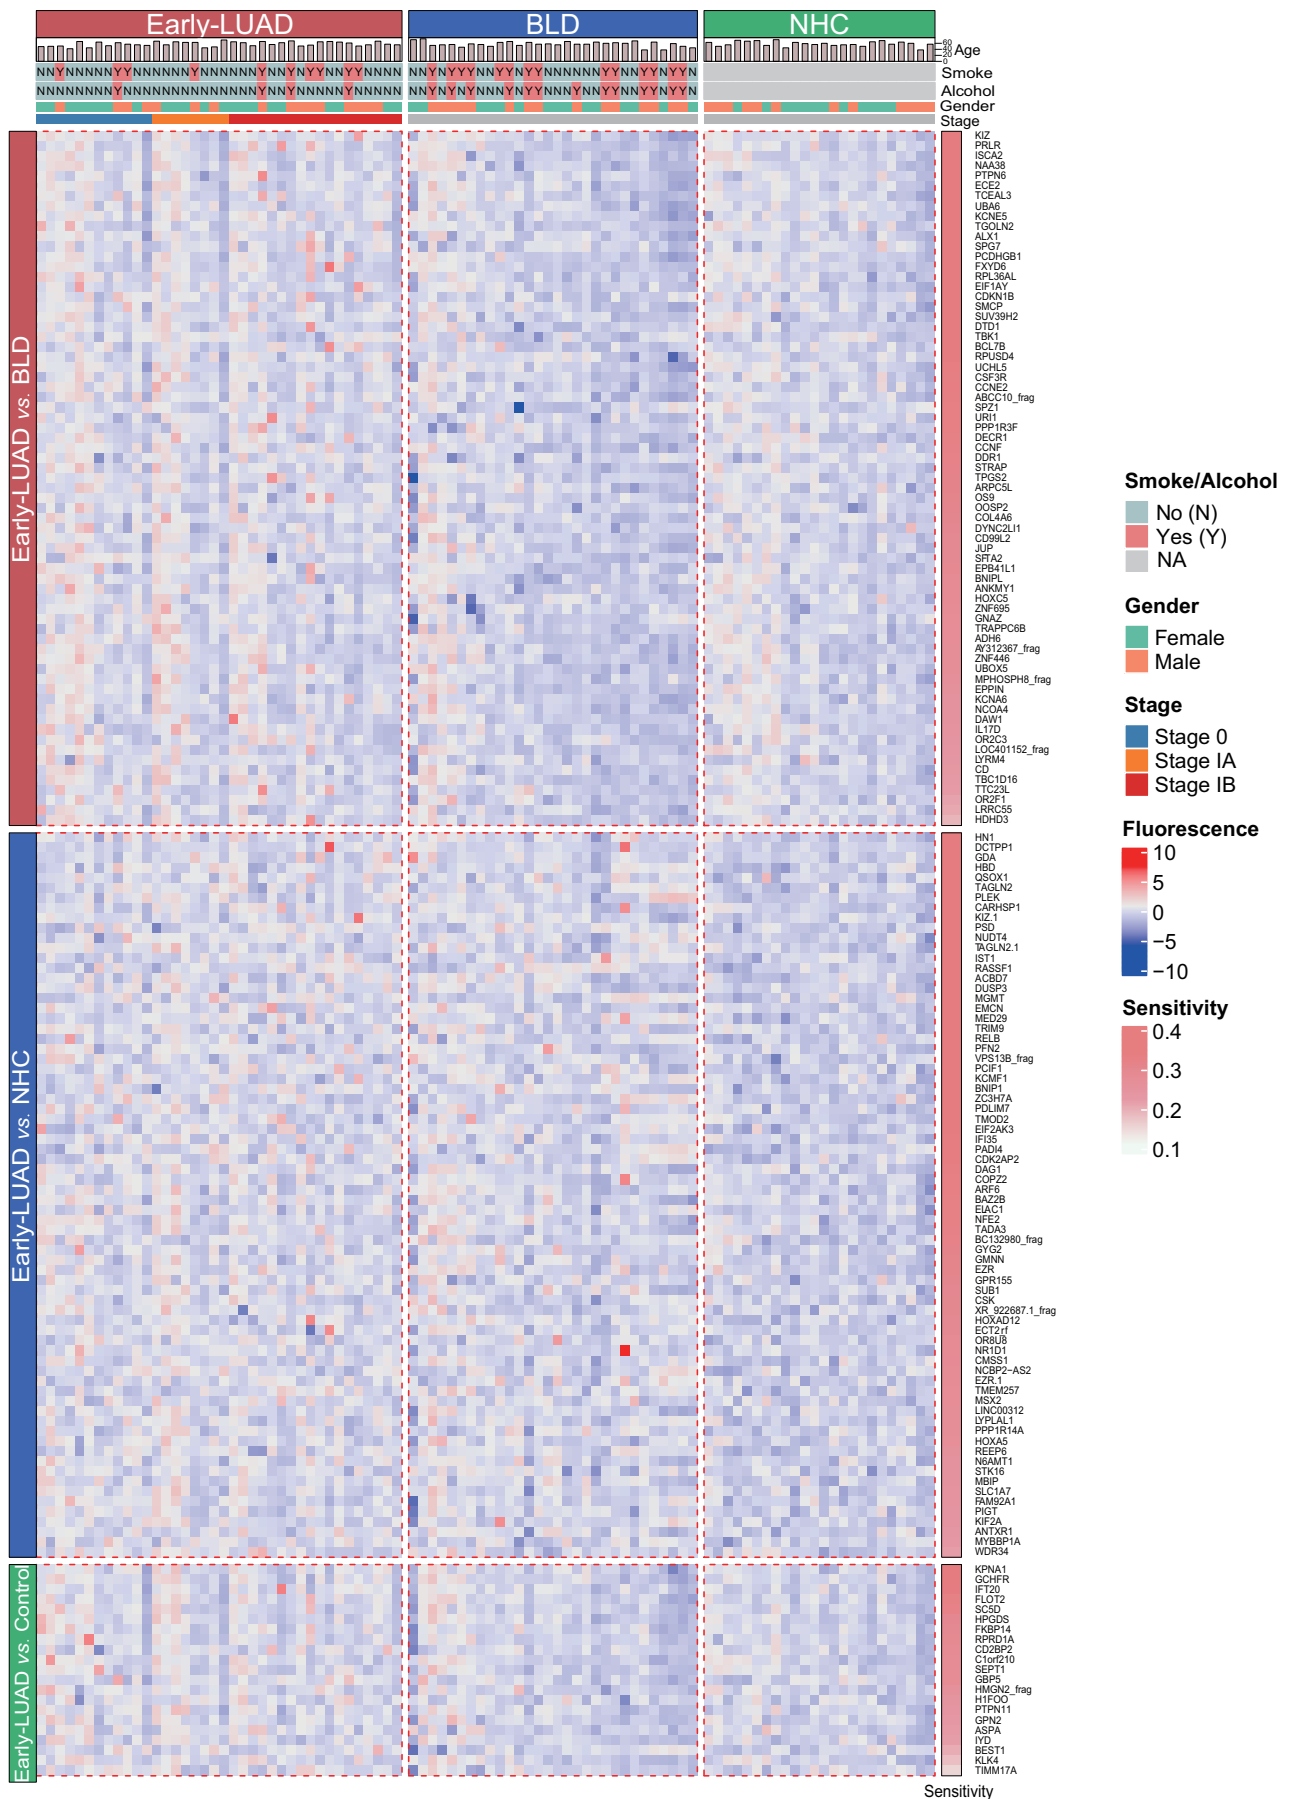 Early-LUAD
BLD
NHC
60
40
20
0
Age
NNYNNNNNYYNNNNNNYNNNNNNYNNYNYYNNYYNNNN
NNYNYYYNNYYNYYNNNNNNYYNNYYNYYN
Smoke
NNNNNNNNYNNNNNNNNNNNNNNYNNYNNNNNYNNNNN
NNYNYNYNNNYNYYNNNYNNYYNNYYNYYN
Alcohol
Gender
Stage
Early-LUAD vs. BLD
KIZ
PRLR
ISCA2
NAA38
PTPN6
ECE2
TCEAL3
UBA6
KCNE5
TGOLN2
ALX1
SPG7
PCDHGB1
FXYD6
RPL36AL
EIF1AY
CDKN1B
SMCP
SUV39H2
DTD1
TBK1
BCL7B
RPUSD4
UCHL5
CSF3R
CCNE2
ABCC10_frag
SPZ1
URI1
PPP1R3F
DECR1
CCNF
DDR1
STRAP
TPGS2
ARPC5L
OS9
OOSP2
COL4A6
DYNC2LI1
CD99L2
JUP
SFTA2
EPB41L1
BNIPL
ANKMY1
HOXC5
ZNF695
GNAZ
TRAPPC6B
ADH6
AY312367_frag
ZNF446
UBOX5
MPHOSPH8_frag
EPPIN
KCNA6
NCOA4
DAW1
IL17D
OR2C3
LOC401152_frag
LYRM4
CD
TBC1D16
TTC23L
OR2F1
LRRC55
HDHD3
Early-LUAD vs. NHC
HN1
DCTPP1
GDA
HBD
QSOX1
TAGLN2
PLEK
CARHSP1
KIZ.1
PSD
NUDT4
TAGLN2.1
IST1
RASSF1
ACBD7
DUSP3
MGMT
EMCN
MED29
TRIM9
RELB
PFN2
VPS13B_frag
PCIF1
KCMF1
BNIP1
ZC3H7A
PDLIM7
TMOD2
EIF2AK3
IFI35
PADI4
CDK2AP2
DAG1
COPZ2
ARF6
BAZ2B
ELAC1
NFE2
TADA3
BC132980_frag
GYG2
GMNN
EZR
GPR155
SUB1
CSK
XR_922687.1_frag
HOXAD12
ECT2rf
OR8U8
NR1D1
CMSS1
NCBP2−AS2
EZR.1
TMEM257
MSX2
LINC00312
LYPLAL1
PPP1R14A
HOXA5
REEP6
N6AMT1
STK16
MBIP
SLC1A7
FAM92A1
PIGT
KIF2A
ANTXR1
MYBBP1A
WDR34
Early-LUAD vs. Control
KPNA1
GCHFR
IFT20
FLOT2
SC5D
HPGDS
FKBP14
RPRD1A
CD2BP2
C1orf210
SEPT1
GBP5
HMGN2_frag
H1FOO
PTPN11
GPN2
ASPA
IYD
BEST1
KLK4
TIMM17A
Sensitivity
Smoke/Alcohol
No (N)
Yes (Y)
NA
Gender
Female
Male
Stage
Stage 0
Stage IA
Stage IB
Fluorescence
10
5
0
−5
−10
Sensitivity
0.4
0.3
0.2
0.1